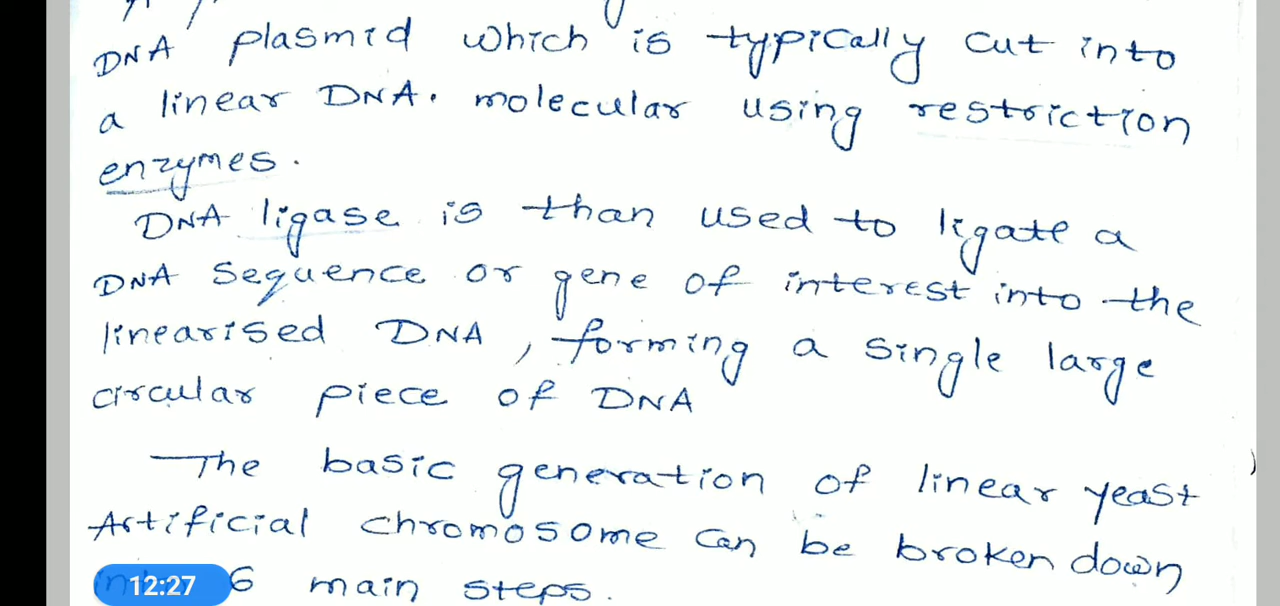 DNA plasmid which is typically cut into
a linear DNA. molecular using restriction
enzymes.
DNA ligase is than used to ligate a
DNA sequence or gene of interest into the
linearised DNA, forming a single large
circular piece of DNA
The basic generation of linear yeast
Artificial chromosome can be broken down
12:27 6 main steps.